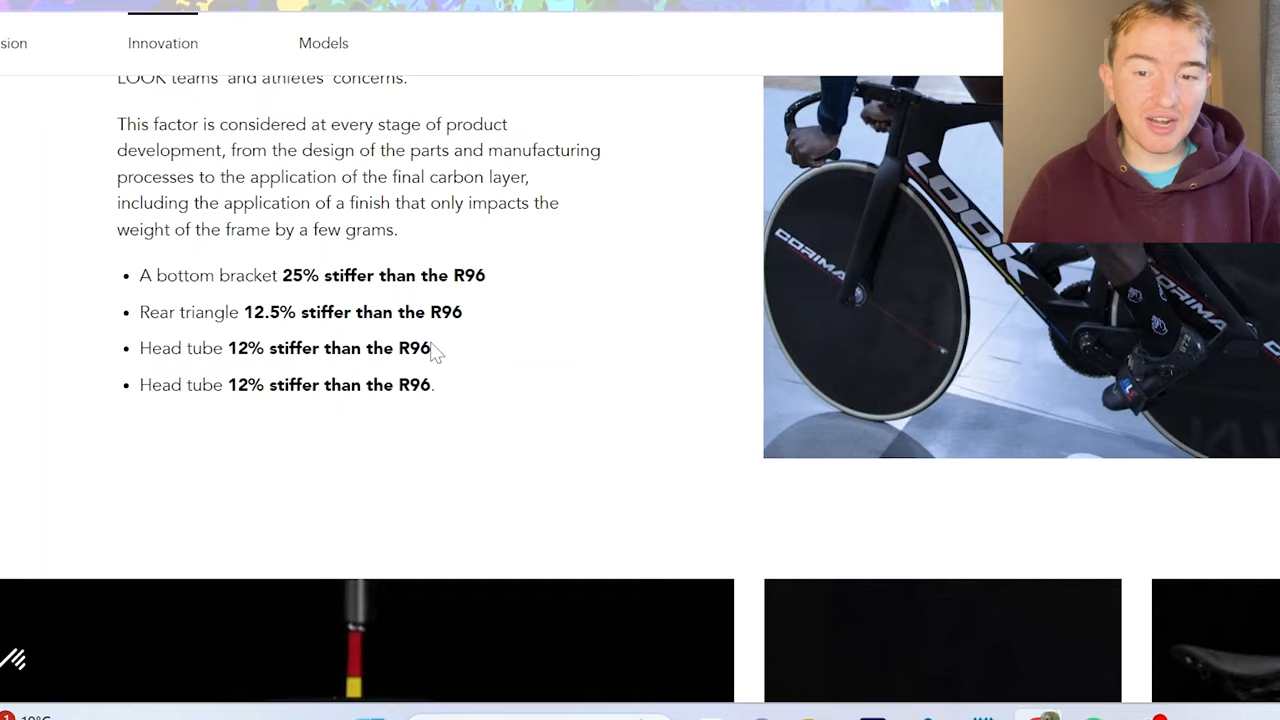 sion Innovation Models
LOOK teams' and athletes' concerns.
This factor is considered at every stage of product
development, from the design of the parts and manufacturing
processes to the application of the final carbon layer,
including the application of a finish that only impacts the
weight of the frame by a few grams.
• A bottom bracket 25% stiffer than the R96
• Rear triangle 12.5% stiffer than the R96
• Head tube 12% stiffer than the R96
• Head tube 12% stiffer than the R96.
CORIMA
LOOK
CORIMA
10°C